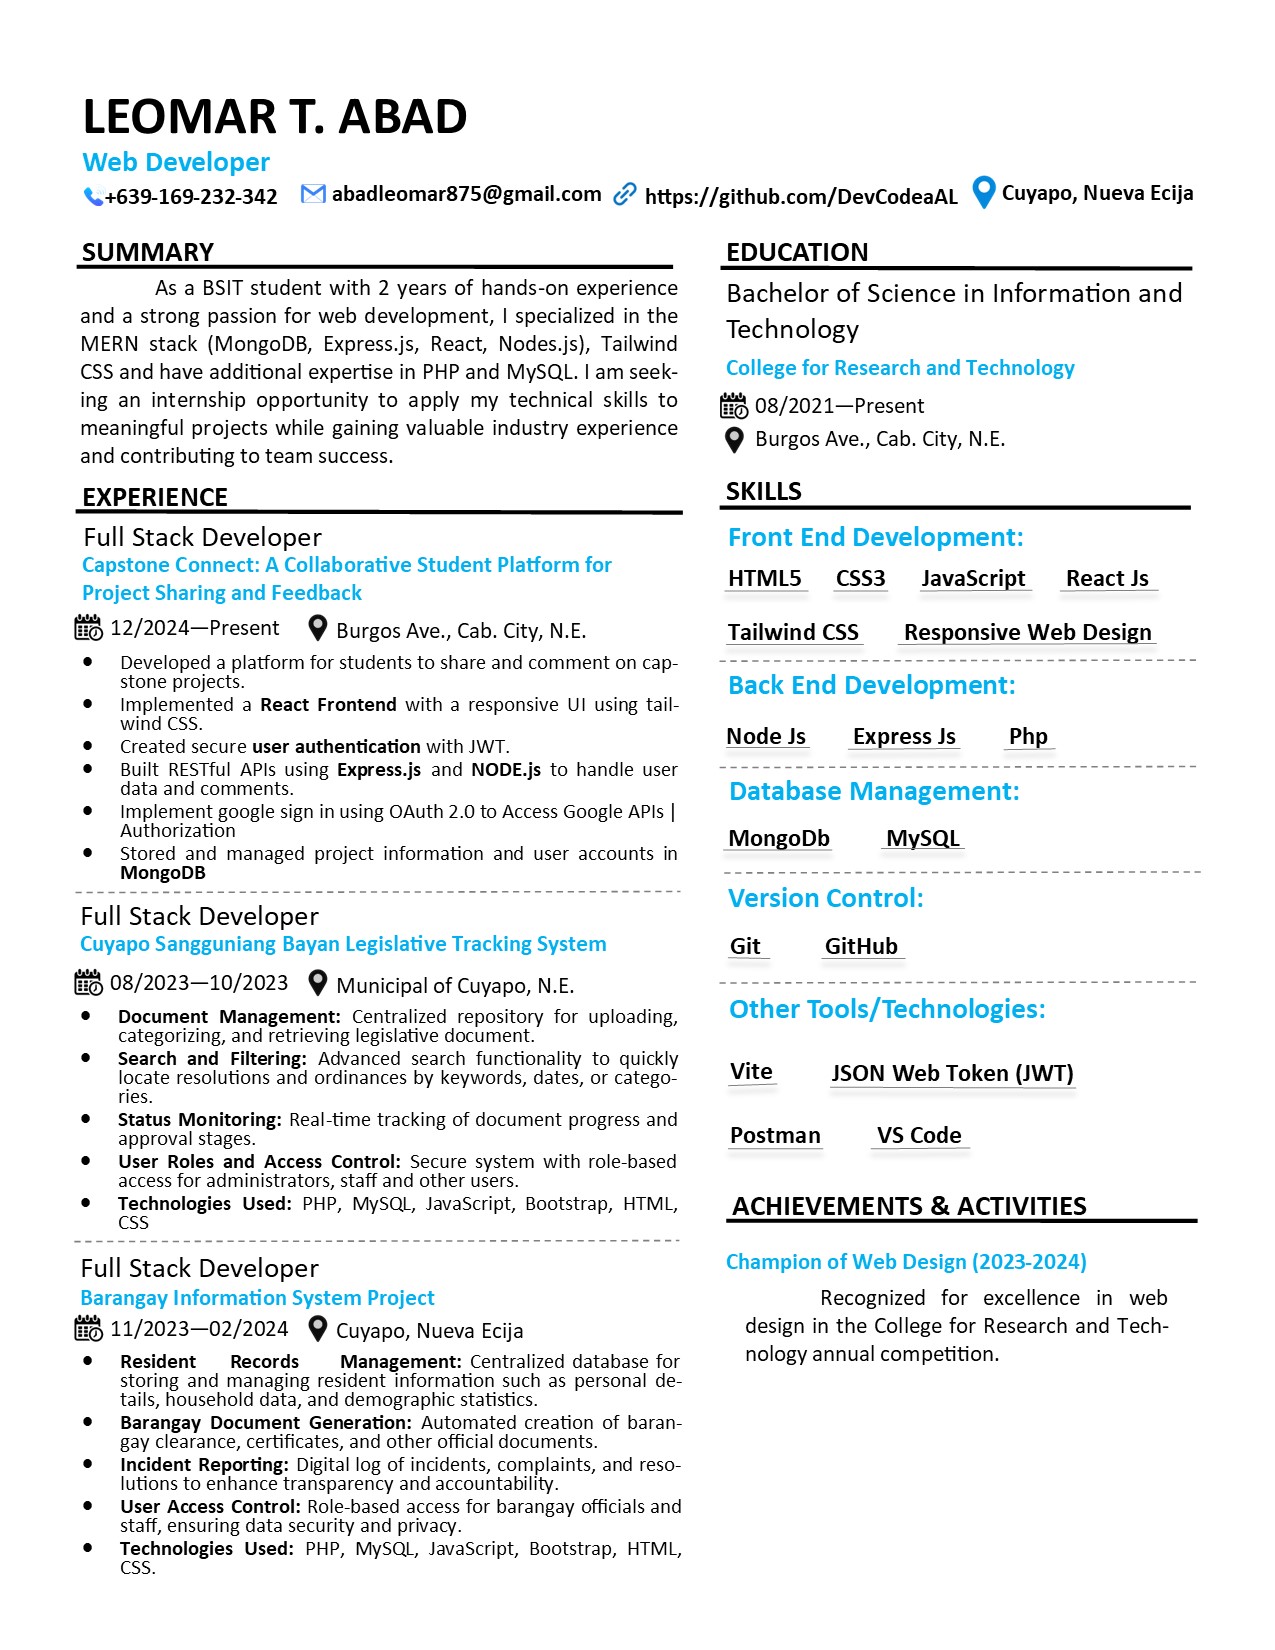 LEOMAR T. ABAD
Web Developer
+639-169-232-342 abadleomar875@gmail.com https://github.com/DevCodeaAL Cuyapo, Nueva Ecija
SUMMARY
As a BSIT student with 2 years of hands-on experience
and a strong passion for web development, I specialized in the
MERN stack (MongoDB, Express.js, React, Nodes.js), Tailwind
CSS and have additional expertise in PHP and MySQL. I am seek-
ing an internship opportunity to apply my technical skills to
meaningful projects while gaining valuable industry experience
and contributing to team success.
EXPERIENCE
Full Stack Developer
Capstone Connect: A Collaborative Student Platform for
Project Sharing and Feedback
12/2024—Present Burgos Ave., Cab. City, N.E.
• Developed a platform for students to share and comment on cap-
stone projects.
• Implemented a React Frontend with a responsive UI using tail-
wind CSS.
• Created secure user authentication with JWT.
• Built RESTful APIs using Express.js and NODE.js to handle user
data and comments.
• Implement google sign in using OAuth 2.0 to Access Google APIs |
Authorization
• Stored and managed project information and user accounts in
MongoDB
Full Stack Developer
Cuyapo Sangguniang Bayan Legislative Tracking System
08/2023—10/2023 Municipal of Cuyapo, N.E.
• Document Management: Centralized repository for uploading,
categorizing, and retrieving legislative document.
• Search and Filtering: Advanced search functionality to quickly
locate resolutions and ordinances by keywords, dates, or catego-
ries.
• Status Monitoring: Real-time tracking of document progress and
approval stages.
• User Roles and Access Control: Secure system with role-based
access for administrators, staff and other users.
• Technologies Used: PHP, MySQL, JavaScript, Bootstrap, HTML,
CSS
Full Stack Developer
Barangay Information System Project
11/2023—02/2024 Cuyapo, Nueva Ecija
• Resident Records Management: Centralized database for
storing and managing resident information such as personal de-
tails, household data, and demographic statistics.
• Barangay Document Generation: Automated creation of baran-
gay clearance, certificates, and other official documents.
• Incident Reporting: Digital log of incidents, complaints, and reso-
lutions to enhance transparency and accountability.
• User Access Control: Role-based access for barangay officials and
staff, ensuring data security and privacy.
• Technologies Used: PHP, MySQL, JavaScript, Bootstrap, HTML,
CSS.
EDUCATION
Bachelor of Science in Information and
Technology
College for Research and Technology
08/2021—Present
Burgos Ave., Cab. City, N.E.
SKILLS
Front End Development:
HTML5 CSS3 JavaScript React Js
Tailwind CSS Responsive Web Design
Back End Development:
Node Js Express Js Php
Database Management:
MongoDb MySQL
Version Control:
Git GitHub
Other Tools/Technologies:
Vite JSON Web Token (JWT)
Postman VS Code
ACHIEVEMENTS & ACTIVITIES
Champion of Web Design (2023-2024)
Recognized for excellence in web
design in the College for Research and Tech-
nology annual competition.